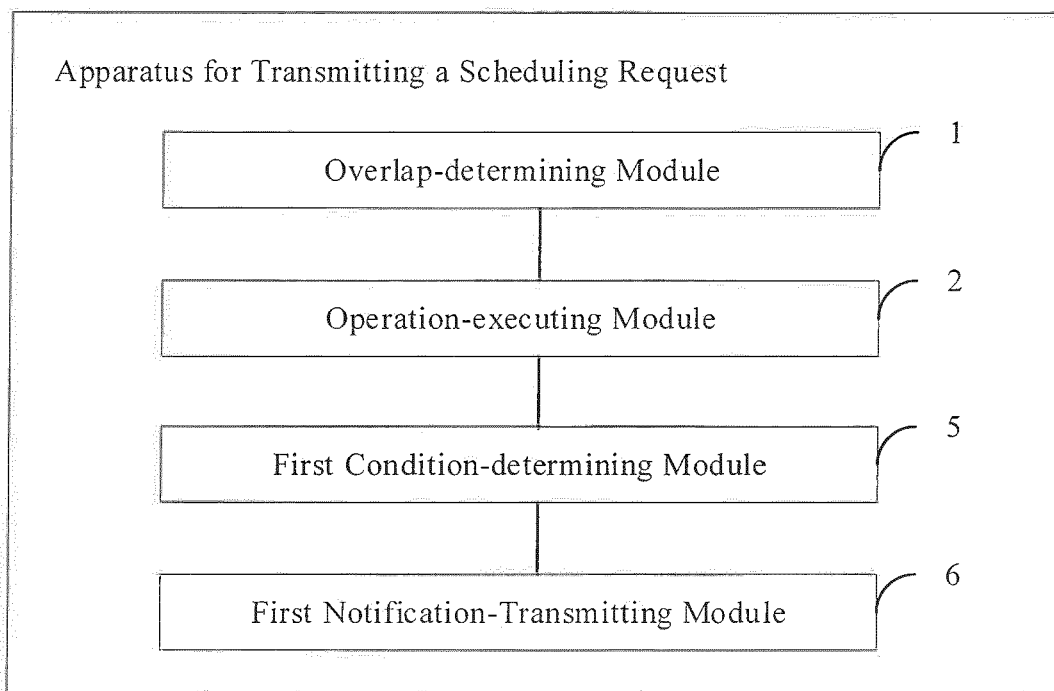 Apparatus for Transmitting a Scheduling Request
1
Overlap-determining Module
2
Operation-executing Module
5
First Condition-determining Module
6
First Notification-Transmitting Module